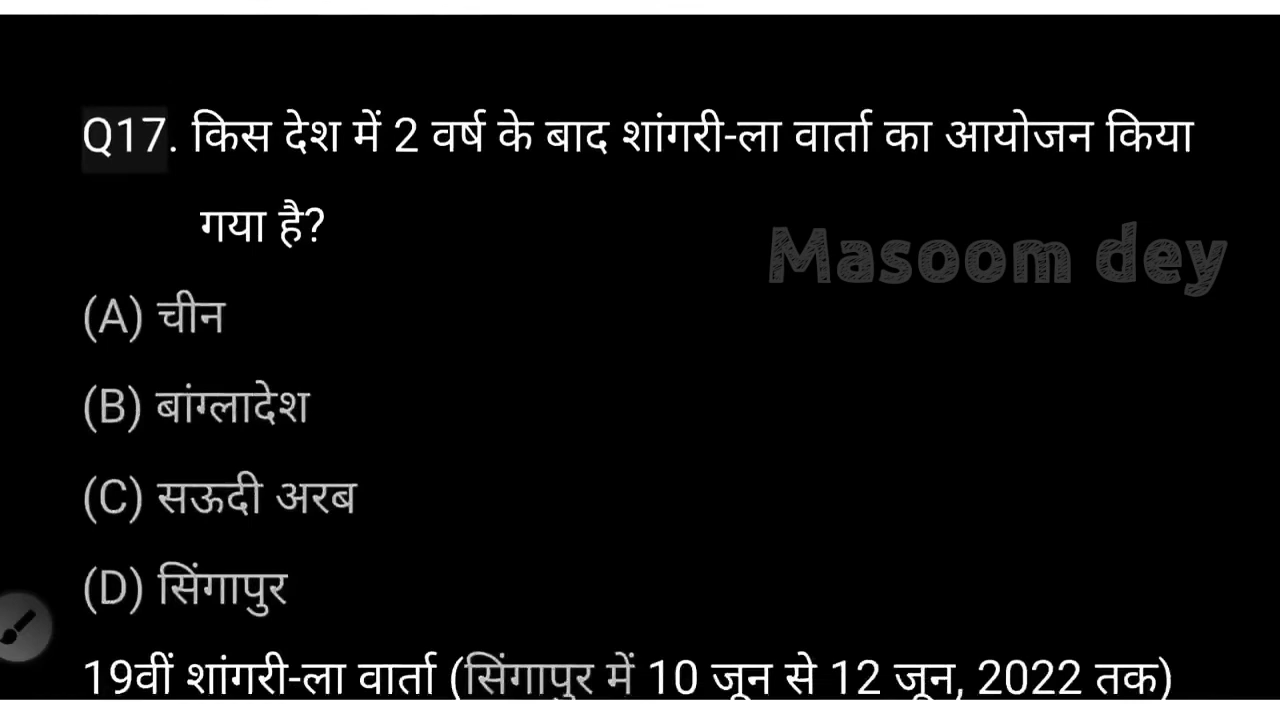 Q17. किस देश में 2 वर्ष के बाद शांगरी-ला वार्ता का आयोजन किया
गया है?
Masoom dey
(A) चीन
(B) बांग्लादेश
(C) सऊदी अरब
(D) सिंगापुर
19वीं शांगरी-ला वार्ता (सिंगापुर में 10 जून से 12 जून, 2022 तक)